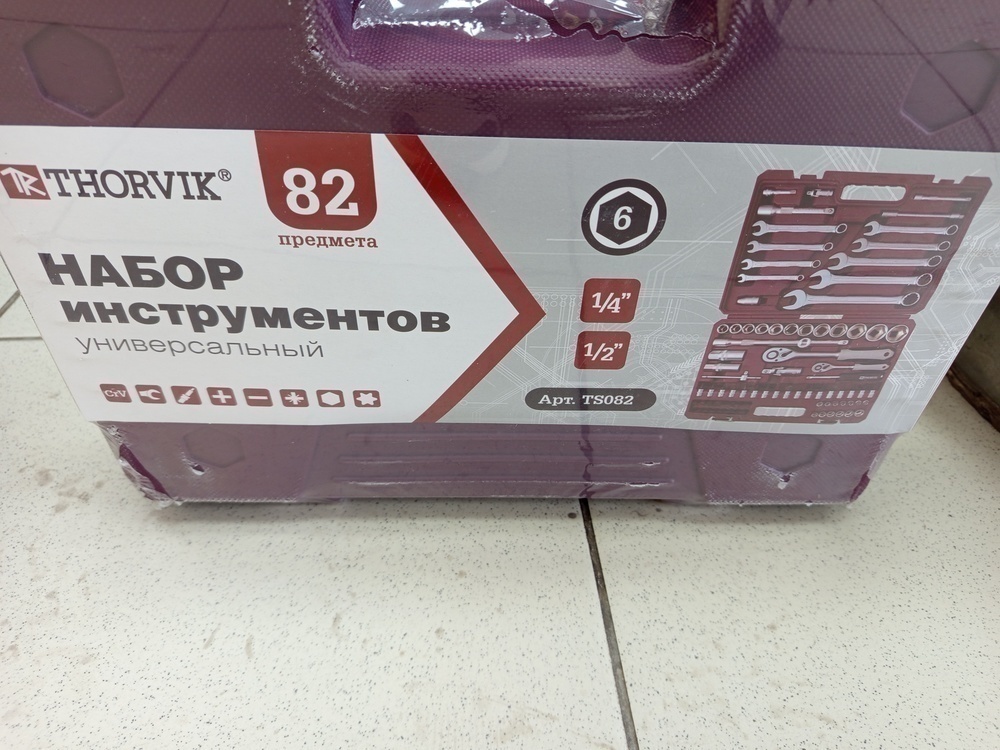 THORVIK®
82
предмета
НАБОР
инструментов
универсальный
CrV
6
1/4”
1/2”
Арт. TS082